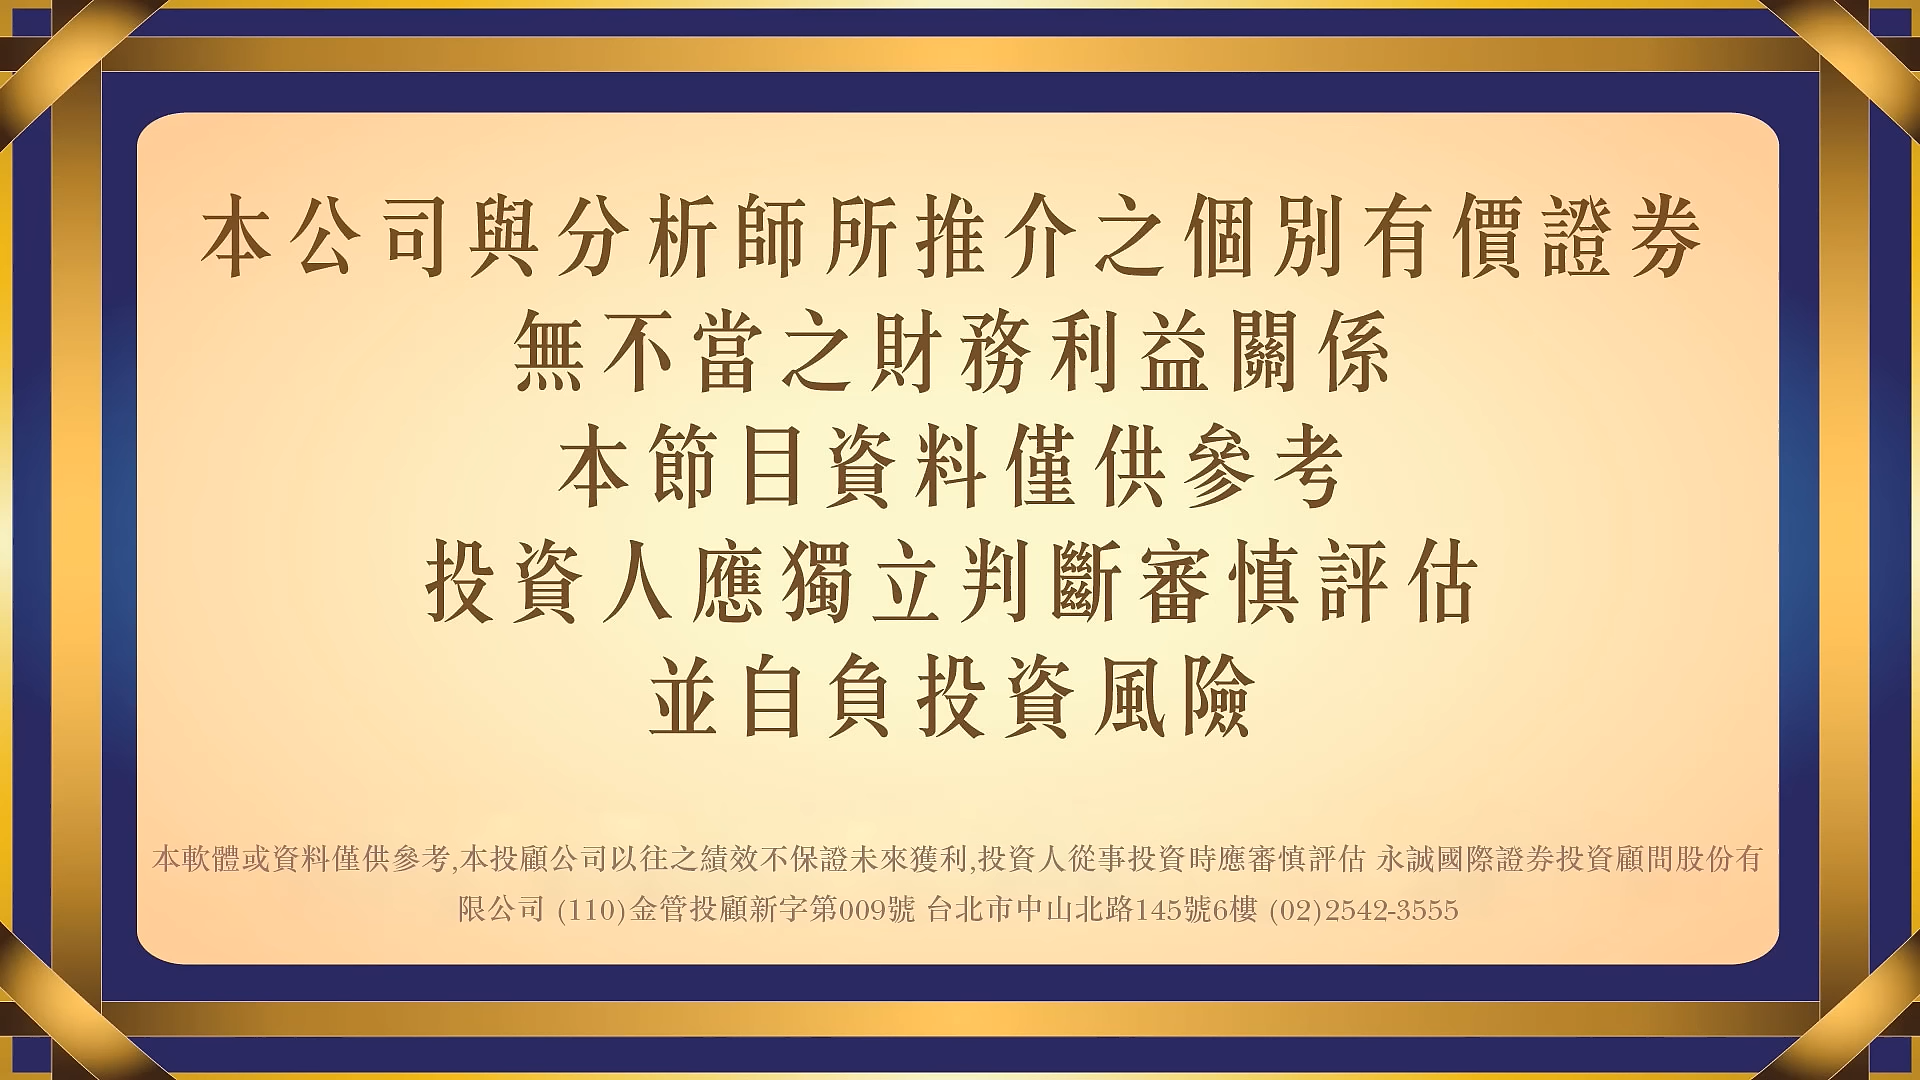 本公司與分析師所推介之個別有價證券
無不當之財務利益關係
本節目資料僅供參考
投資人應獨立判斷審慎評估
並自負投資風險
本軟體或資料僅供參考,本投顧公司以往之績效不保證未來獲利,投資人從事投資時應審慎評估 永誠國際證券投資顧問股份有
限公司 (110)金管投顧新字第009號 台北市中山北路145號6樓 (02)2542-3555